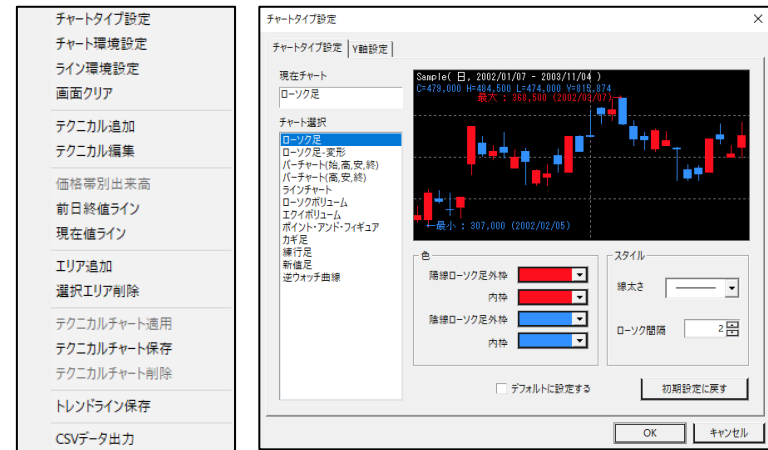 チャートタイプ設定
チャート環境設定
ライン環境設定
画面クリア
テクニカル追加
テクニカル編集
価格帯別出来高
前日終値ライン
現在値ライン
エリア追加
選択エリア削除
テクニカルチャート適用
テクニカルチャート保存
テクニカルチャート削除
トレンドライン保存
CSVデータ出力
チャートタイプ設定
チャートタイプ設定 Y軸設定
現在チャート
ローソク足
チャート選択
ローソク足
ローソク足-変形
バーチャート(始,高,安,終)
バーチャート(高,安,終)
ラインチャート
ローソクボリューム
エクイボリューム
ポイント・アンド・フィギュア
カギ足
練行足
新値足
逆ウォッチ曲線
Sample( 日, 2002/01/07 - 2003/11/04 )
C=479,000 H=484,500 L=474,000 V=815,874
最大 : 368,500 (2002/03/07)→
←最小 : 307,000 (2002/02/05)
色
陽線ローソク足外枠
内枠
陰線ローソク足外枠
内枠
スタイル
線太さ
ローソク間隔 2
デフォルトに設定する
初期設定に戻す
OK キャンセル